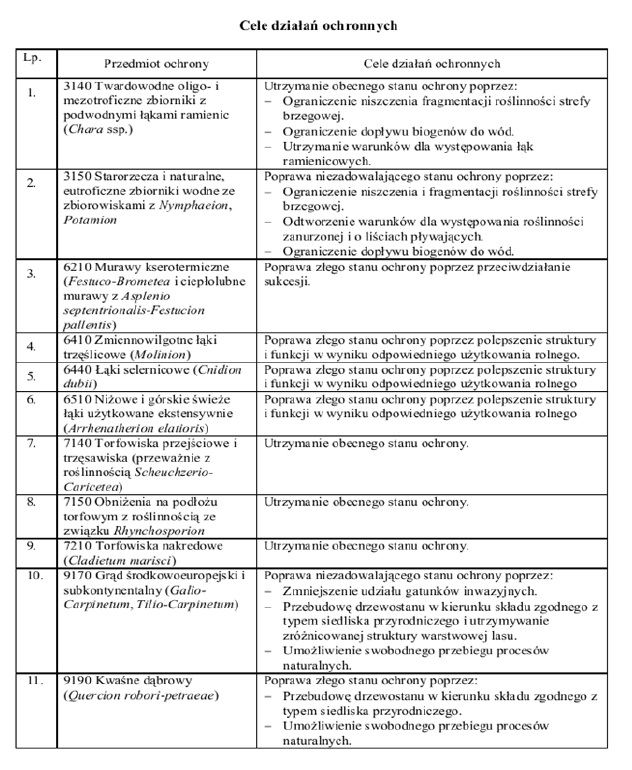 Cele działań ochronnych
Lp.
Przedmiot ochrony
Cele działań ochronnych
1.
3140 Twardowodne oligo- i
mezotroficzne zbiorniki z
podwodnymi łąkami ramienic
(Chara ssp.)
Utrzymanie obecnego stanu ochrony poprzez:
– Ograniczenie niszczenia fragmentacji roślinności strefy
brzegowej.
– Ograniczenie dopływu biogenów do wód.
– Utrzymanie warunków dla występowania łąk
ramienicowych.
2.
3150 Starorzecza i naturalne,
eutroficzne zbiorniki wodne ze
zbiorowiskami z Nymphaeion,
Potamion
Poprawa niezadowalającego stanu ochrony poprzez:
– Ograniczenie niszczenia i fragmentacji roślinności strefy
brzegowej.
– Odtworzenie warunków dla występowania roślinności
zanurzonej i o liściach pływających.
– Ograniczenie dopływu biogenów do wód.
3.
6210 Murawy kserotermiczne
(Festuco-Brometea i ciepłolubne
murawy z Asplenio
septentrionalis-Festucion
pallentis)
Poprawa złego stanu ochrony poprzez przeciwdziałanie
sukcesji.
4.
6410 Zmiennowilgotne łąki
trzęślicowe (Molinion)
Poprawa złego stanu ochrony poprzez polepszenie struktury
i funkcji w wyniku odpowiedniego użytkowania rolnego.
5.
6440 Łąki selernicowe (Cnidion
dubii)
Poprawa złego stanu ochrony poprzez polepszenie struktury
i funkcji w wyniku odpowiedniego użytkowania rolnego
6.
6510 Niżowe i górskie świeże
łąki użytkowane ekstensywnie
(Arrhenatherion elatioris)
Poprawa złego stanu ochrony poprzez polepszenie struktury
i funkcji w wyniku odpowiedniego użytkowania rolnego
7.
7140 Torfowiska przejściowe i
trzęsawiska (przeważnie z
roślinnością Scheuchzerio-
Caricetea)
Utrzymanie obecnego stanu ochrony.
8.
7150 Obniżenia na podłożu
torfowym z roślinnością ze
związku Rhynchosporion
Utrzymanie obecnego stanu ochrony.
9.
7210 Torfowiska nakredowe
(Cladietum marisci)
Utrzymanie obecnego stanu ochrony.
10.
9170 Grąd środkowoeuropejski i
subkontynentalny (Galio-
Carpinetum, Tilio-Carpinetum)
Poprawa niezadowalającego stanu ochrony poprzez:
– Zmniejszenie udziału gatunków inwazyjnych.
– Przebudowę drzewostanu w kierunku składu zgodnego z
typem siedliska przyrodniczego i utrzymywanie
zróżnicowanej struktury warstwowej lasu.
– Umożliwienie swobodnego przebiegu procesów
naturalnych.
11.
9190 Kwaśne dąbrowy
(Quercion robori-petraeae)
Poprawa złego stanu ochrony poprzez:
– Przebudowę drzewostanu w kierunku składu zgodnego z
typem siedliska przyrodniczego.
– Umożliwienie swobodnego przebiegu procesów
naturalnych.